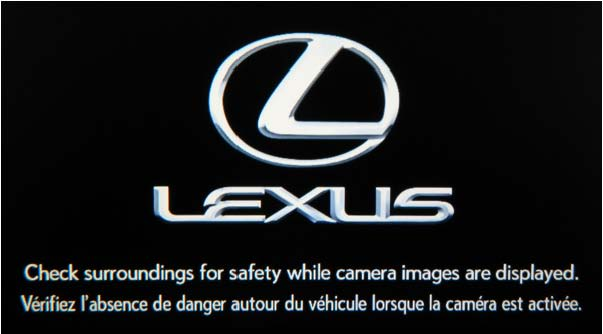 LEXUS
Check surroundings for safety while camera images are displayed.
Vérifiez l'absence de danger autour du véhicule lorsque la caméra est activée.